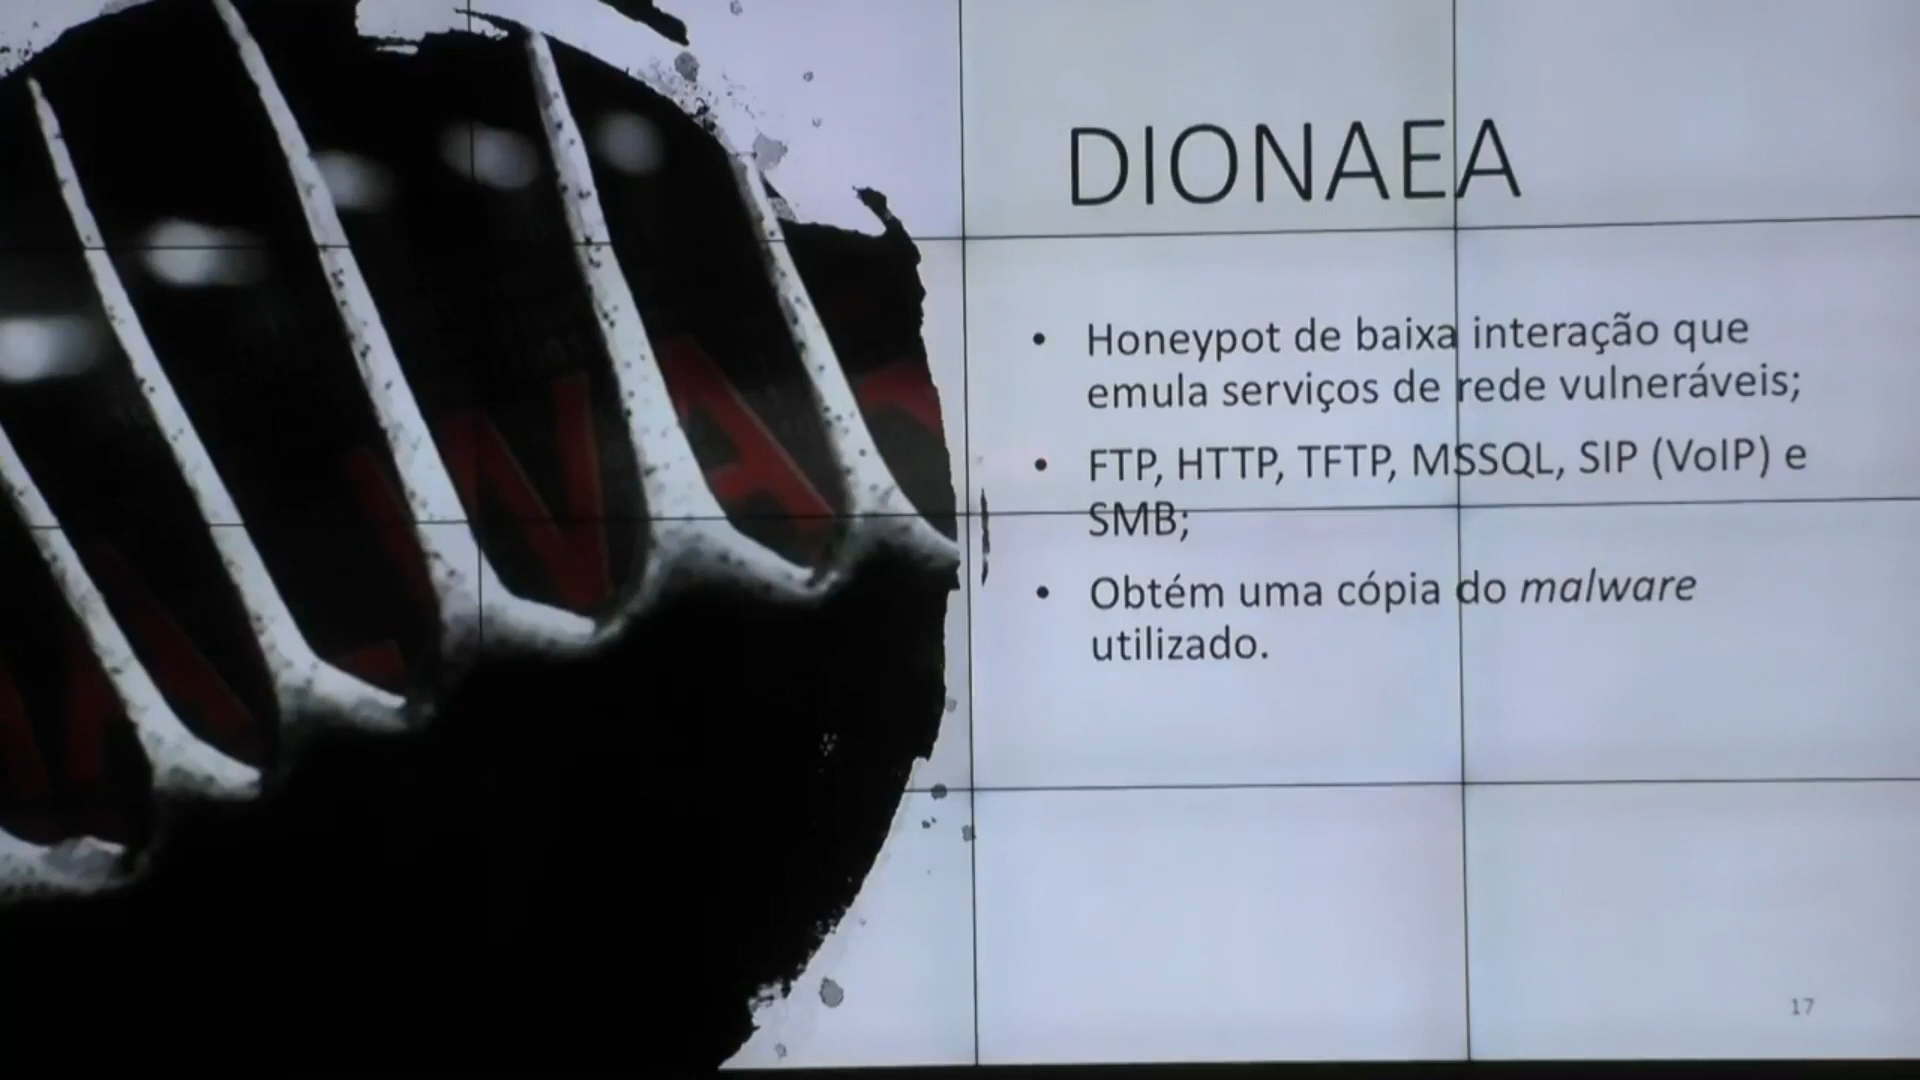 DIONAEA
• Honeypot de baixa interação que
emula serviços de rede vulneráveis;
• FTP, HTTP, TFTP, MSSQL, SIP (VoIP) e
SMB;
• Obtém uma cópia do malware
utilizado.
17